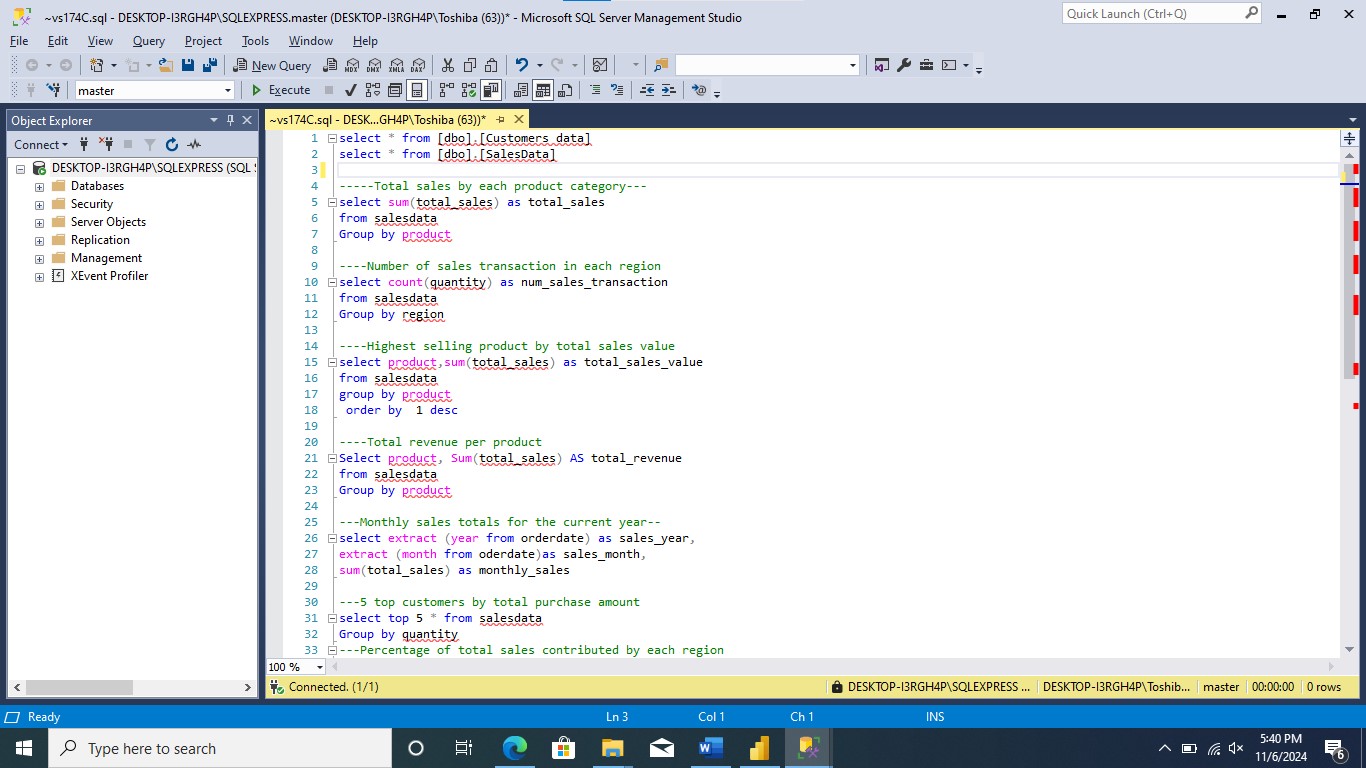 ~vs174C.sql - DESKTOP-I3RGH4P\SQLEXPRESS.master (DESKTOP-I3RGH4P\Toshiba (63))* - Microsoft SQL Server Management Studio
Quick Launch (Ctrl+Q)
File Edit View Query Project Tools Window Help
New Query MDX DMX XMLA DAX
master Execute
Object Explorer
~vs174C.sql - DESK...GH4P\Toshiba (63))*
Connect
DESKTOP-I3RGH4P\SQLEXPRESS (SQL S
Databases
Security
Server Objects
Replication
Management
XEvent Profiler
1 select * from [dbo].[Customers data]
2 select * from [dbo].[SalesData]
3
4 -----Total sales by each product category---
5 select sum(total_sales) as total_sales
6 from salesdata
7 Group by product
8
9 ----Number of sales transaction in each region
10 select count(quantity) as num_sales_transaction
11 from salesdata
12 Group by region
13
14 ----Highest selling product by total sales value
15 select product,sum(total_sales) as total_sales_value
16 from salesdata
17 group by product
18 order by  1 desc
19
20 ----Total revenue per product
21 Select product, Sum(total_sales) AS total_revenue
22 from salesdata
23 Group by product
24
25 ---Monthly sales totals for the current year--
26 select extract (year from orderdate) as sales_year,
27 extract (month from oderdate)as sales_month,
28 sum(total_sales) as monthly_sales
29
30 ---5 top customers by total purchase amount
31 select top 5 * from salesdata
32 Group by quantity
33 ---Percentage of total sales contributed by each region
100 %
Connected. (1/1) DESKTOP-I3RGH4P\SQLEXPRESS ... DESKTOP-I3RGH4P\Toshib... master 00:00:00 0 rows
Ready Ln 3 Col 1 Ch 1 INS
Type here to search
5:40 PM
11/6/2024
6